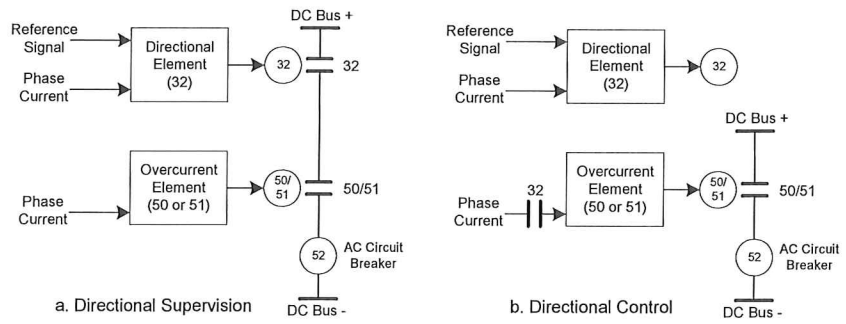 DC Bus +
Reference
Signal
Directional
Element
(32)
32
32
Phase
Current
Overcurrent
Element
(50 or 51)
50/
51
50/51
Phase
Current
52
AC Circuit
Breaker
a. Directional Supervision
DC Bus -
Reference
Signal
Directional
Element
(32)
32
Phase
Current
DC Bus +
Overcurrent
Element
(50 or 51)
32
50/
51
50/51
Phase
Current
52
AC Circuit
Breaker
b. Directional Control
DC Bus -